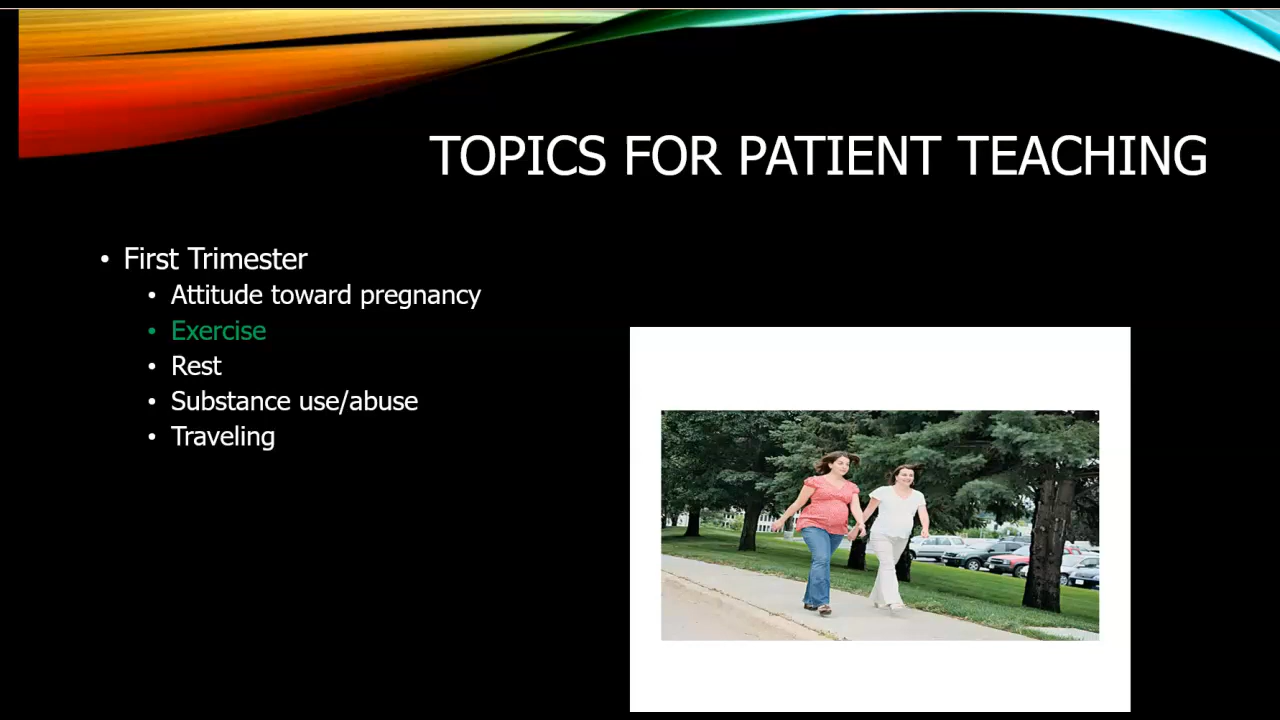 TOPICS FOR PATIENT TEACHING
• First Trimester
• Attitude toward pregnancy
• Exercise
• Rest
• Substance use/abuse
• Traveling